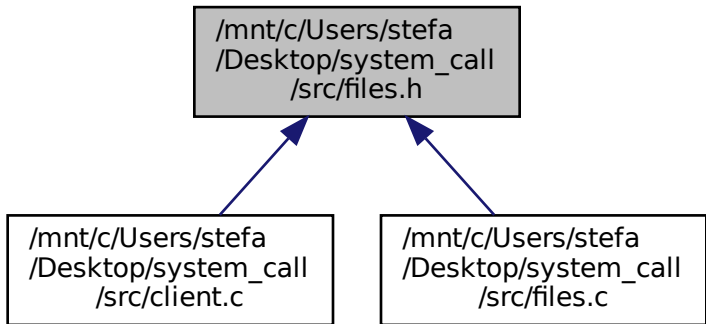 /mnt/c/Users/stefa
/Desktop/system_call
/src/files.h
/mnt/c/Users/stefa
/Desktop/system_call
/src/client.c
/mnt/c/Users/stefa
/Desktop/system_call
/src/files.c